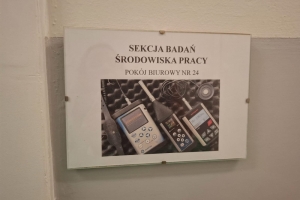 SEKCJA BADAŃ
ŚRODOWISKA PRACY
POKÓJ BIUROWY NR 24